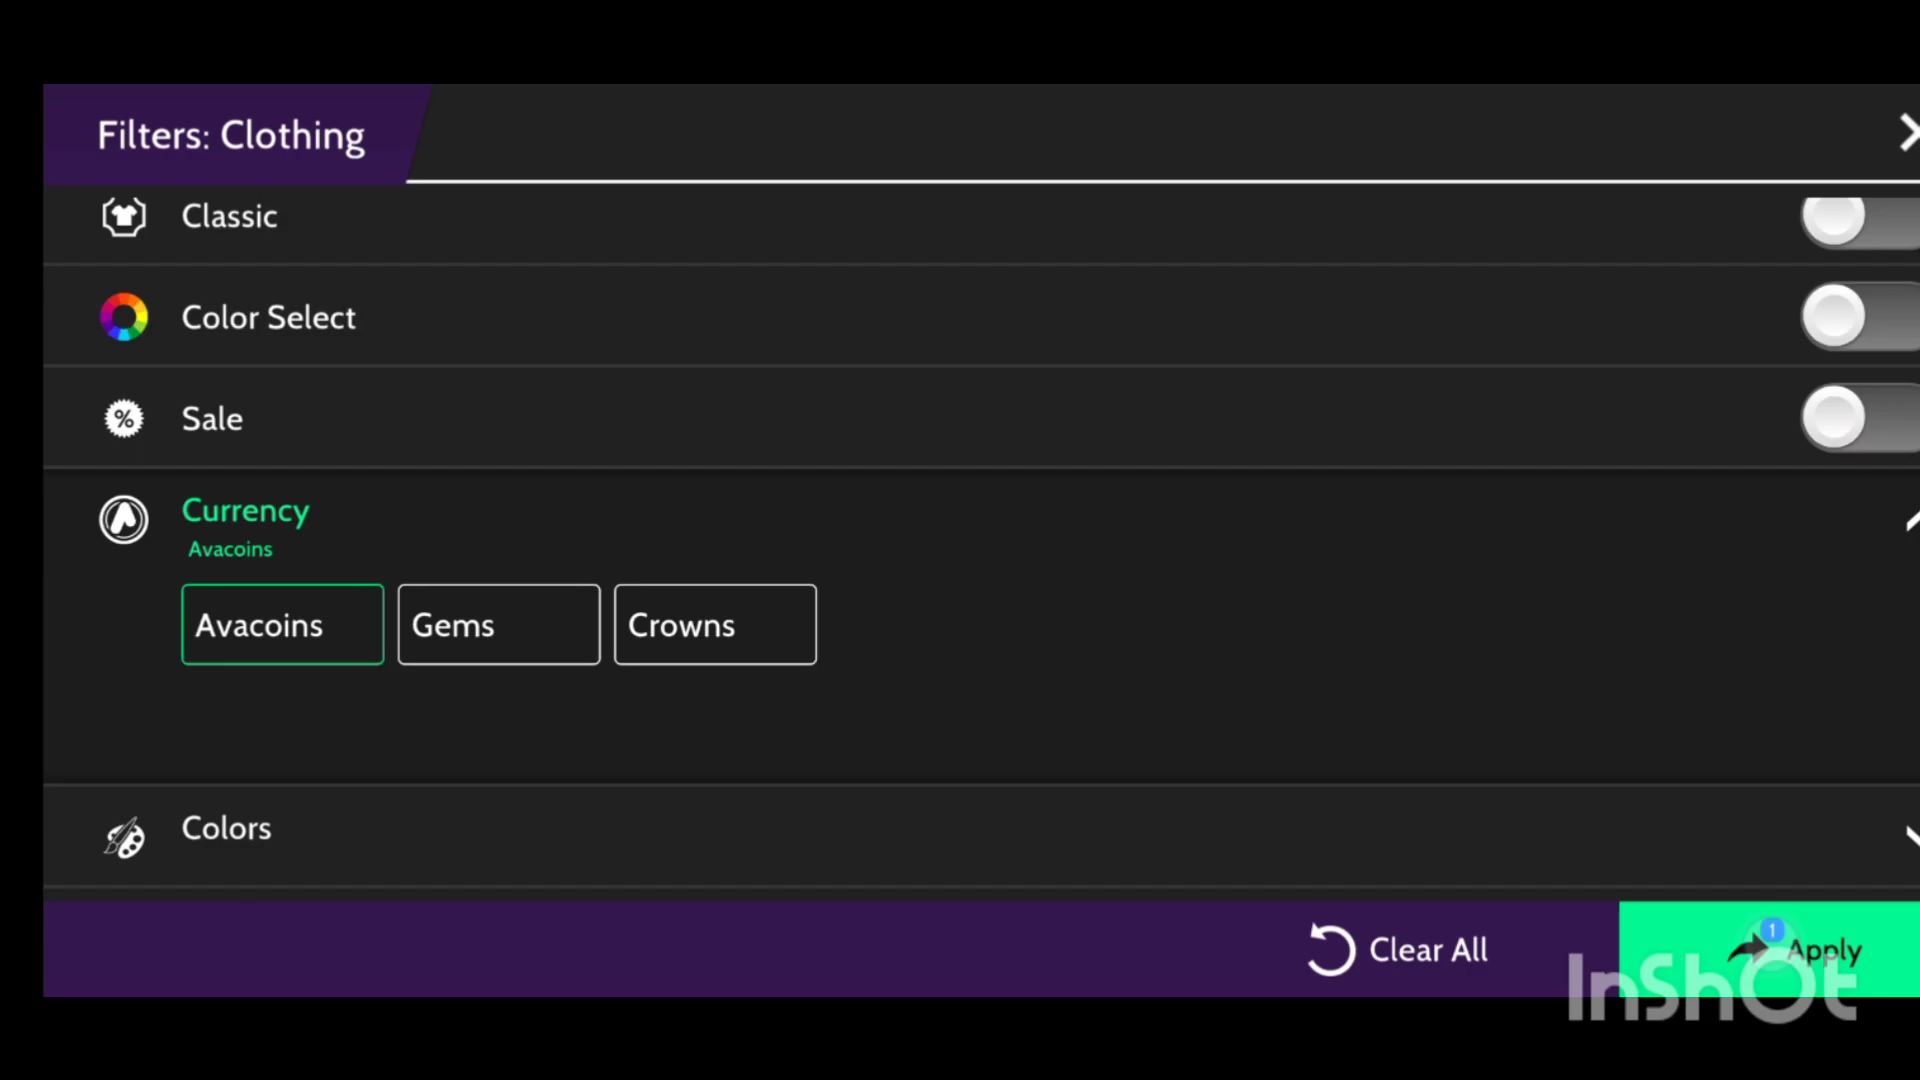 Filters: Clothing
Classic
Color Select
% Sale
Currency
Avacoins
Avacoins Gems Crowns
Colors
Clear All
1
Apply
InShOt